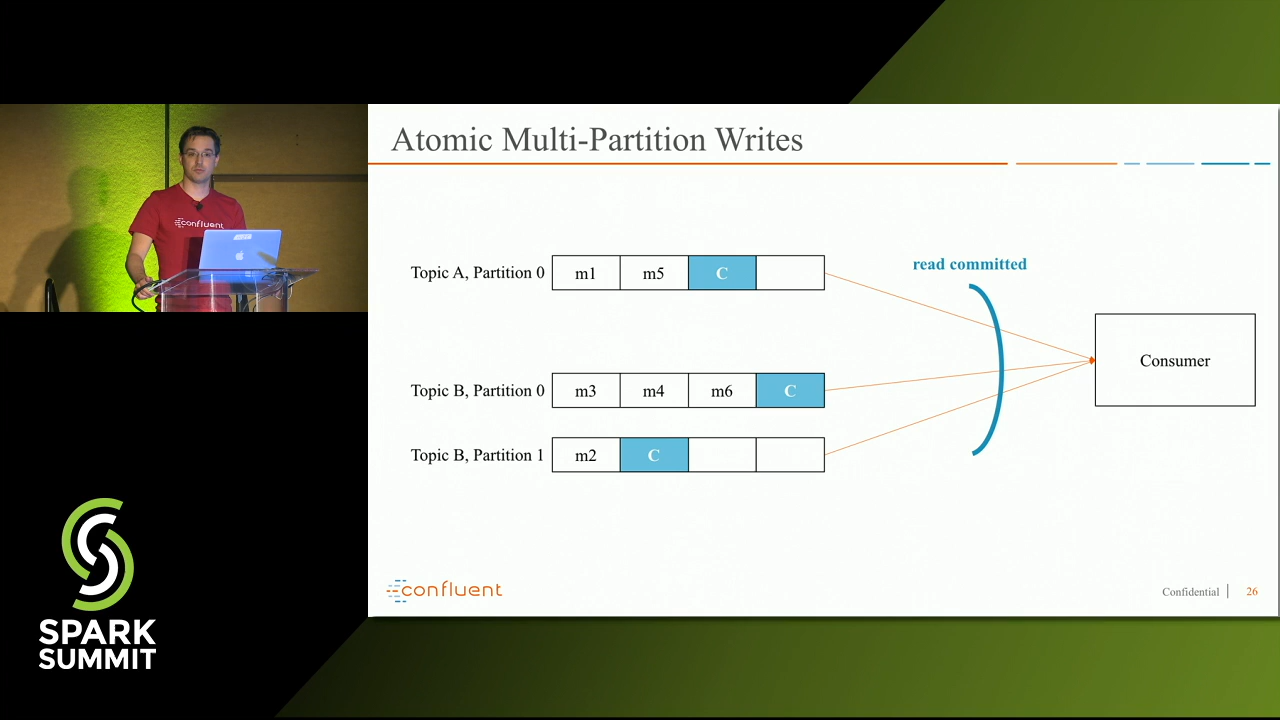 Atomic Multi-Partition Writes
confluent
Topic A, Partition 0 m1 m5 C
read committed
Topic B, Partition 0 m3 m4 m6 C
Topic B, Partition 1 m2 C
Consumer
confluent
Confidential 26
SPARK
SUMMIT